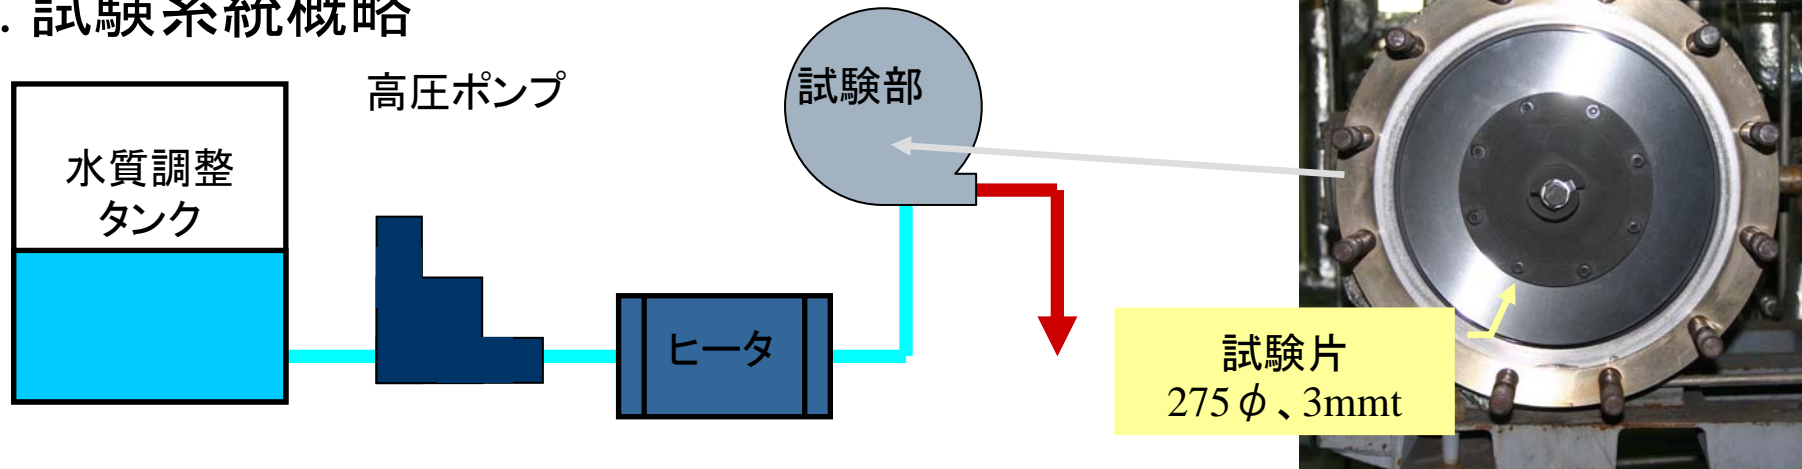 . 試験系統概略
高圧ポンプ
試験部
水質調整
タンク
ヒータ
試験片
275φ、3mmt